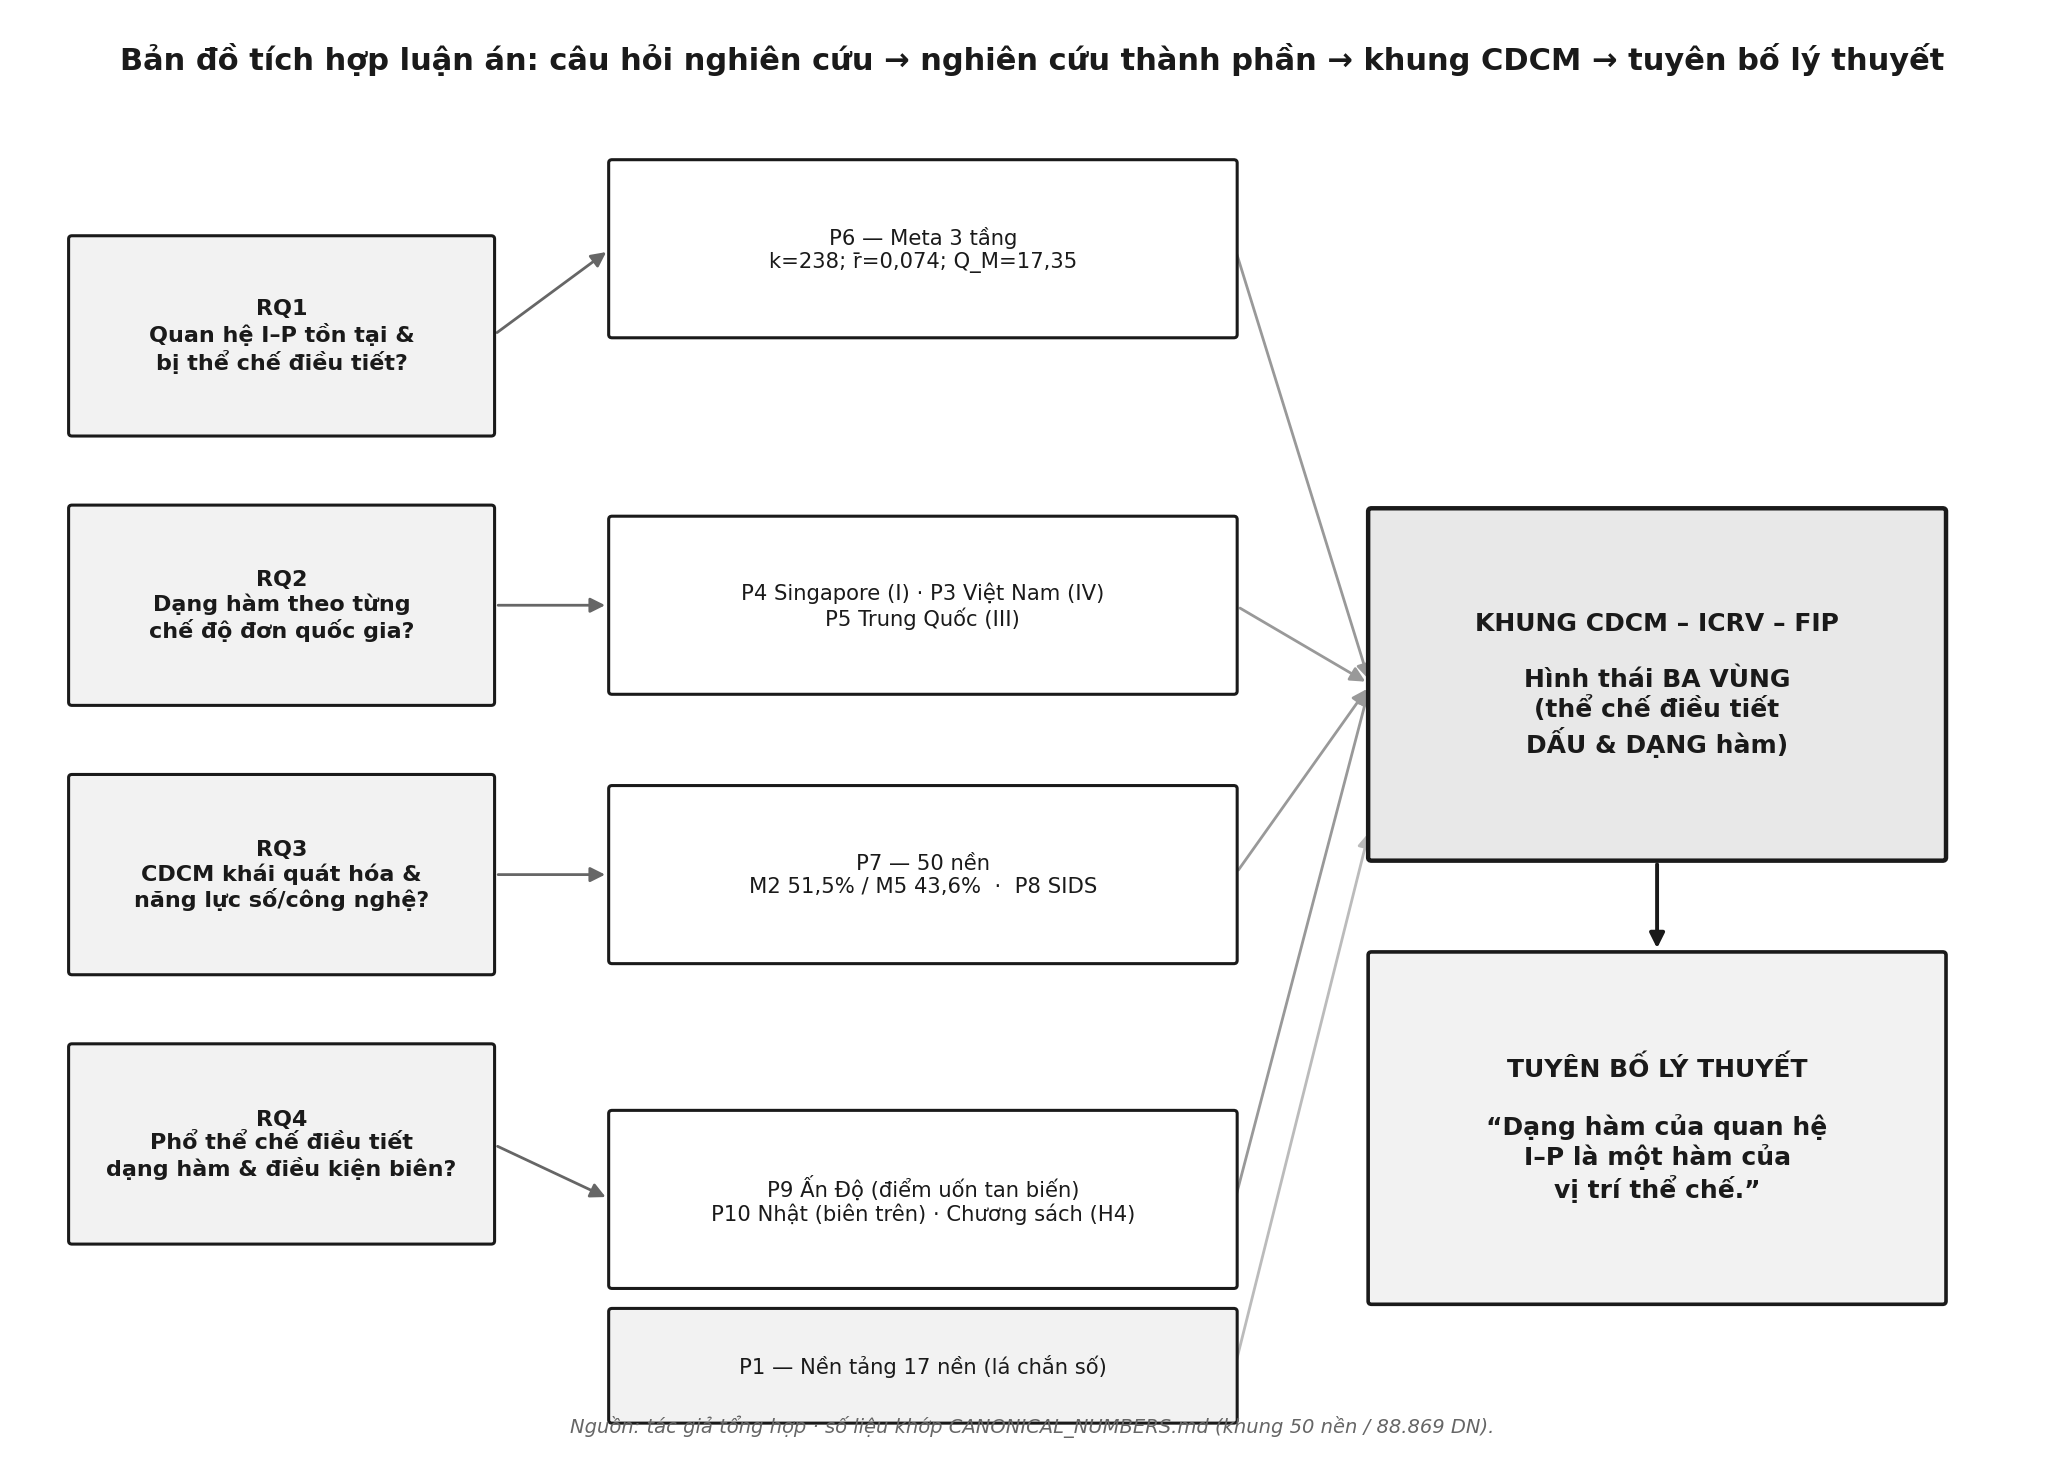 Bản đồ tích hợp luận án: câu hỏi nghiên cứu → nghiên cứu thành phần → khung CDCM → tuyên bố lý thuyết
RQ1
Quan hệ I–P tồn tại &
bị thể chế điều tiết?
P6 — Meta 3 tầng
k=238; r̄=0,074; Q_M=17,35
RQ2
Dạng hàm theo từng
chế độ đơn quốc gia?
P4 Singapore (I) · P3 Việt Nam (IV)
P5 Trung Quốc (III)
RQ3
CDCM khái quát hóa &
năng lực số/công nghệ?
P7 — 50 nền
M2 51,5% / M5 43,6%  ·  P8 SIDS
RQ4
Phổ thể chế điều tiết
dạng hàm & điều kiện biên?
P9 Ấn Độ (điểm uốn tan biến)
P10 Nhật (biên trên) · Chương sách (H4)
P1 — Nền tảng 17 nền (lá chắn số)
KHUNG CDCM – ICRV – FIP
Hình thái BA VÙNG
(thể chế điều tiết
DẤU & DẠNG hàm)
TUYÊN BỐ LÝ THUYẾT
“Dạng hàm của quan hệ
I–P là một hàm của
vị trí thể chế.”
Nguồn: tác giả tổng hợp · số liệu khớp CANONICAL_NUMBERS.md (khung 50 nền / 88.869 DN).